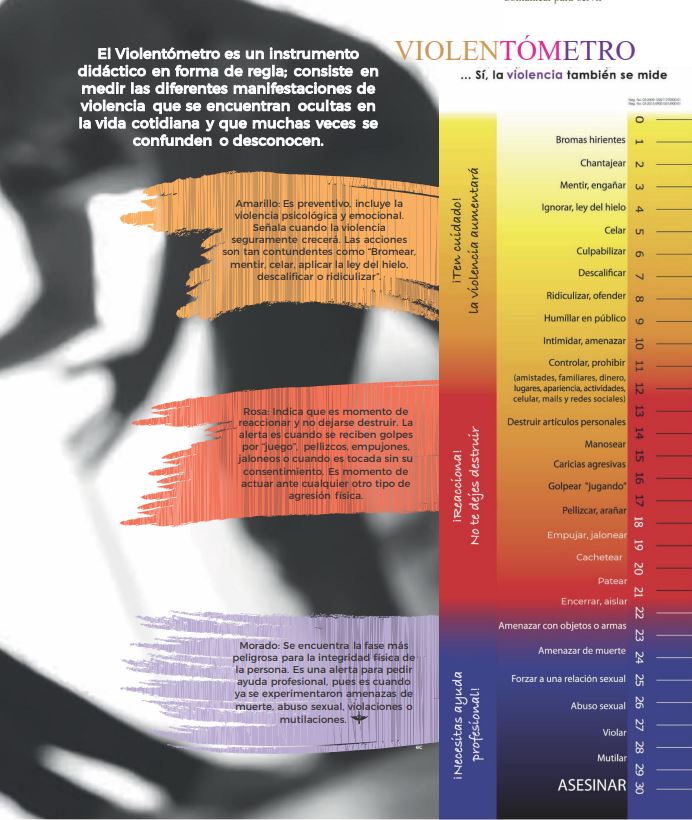 El Violentómetro es un instrumento
didáctico en forma de regla; consiste en
medir las diferentes manifestaciones de
violencia que se encuentran ocultas en
la vida cotidiana y que muchas veces se
confunden o desconocen.
VIOLENTÓMETRO
... Sí, la violencia también se mide
Amarillo: Es preventivo, incluye la
violencia psicológica y emocional.
Señala cuando la violencia
seguramente crecerá. Las acciones
son tan contundentes como "Bromear,
mentir, celar, aplicar la ley del hielo,
descalificar o ridiculizar".
Rosa: Indica que es momento de
reaccionar y no dejarse destruir. La
alerta es cuando se reciben golpes
por "juego", pellizcos, empujones,
jaloneos o cuando es tocada sin su
consentimiento. Es momento de
actuar ante cualquier otro tipo de
agresión física.
Morado: Se encuentra la fase más
peligrosa para la integridad física de
la persona. Es una alerta para pedir
ayuda profesional, pues es cuando
ya se experimentaron amenazas de
muerte, abuso sexual, violaciones o
mutilaciones.
ec
¡Ten cuidado!
La violencia aumentará
¡Reacciona!
No te dejes destruir
¡Necesitas ayuda
profesional!
0
Bromas hirientes 1
Chantajear 2
Mentir, engañar 3
Ignorar, ley del hielo 4
Celar 5
Culpabilizar 6
Descalificar 7
Ridiculizar, ofender 8
Humillar en público 9
Intimidar, amenazar 10
Controlar, prohibir 11
(amistades, familiares, dinero,
lugares, apariencia, actividades, 12
celular, mails y redes sociales)
13
Destruir artículos personales 14
Manosear 15
Caricias agresivas 16
Golpear "jugando" 17
Pellizcar, arañar 18
Empujar, jalonear 19
Cachetear 20
Patear 21
Encerrar, aislar 22
Amenazar con objetos o armas 23
Amenazar de muerte 24
Forzar a una relación sexual 25
Abuso sexual 26
27
Violar 28
Mutilar 29
ASESINAR 30